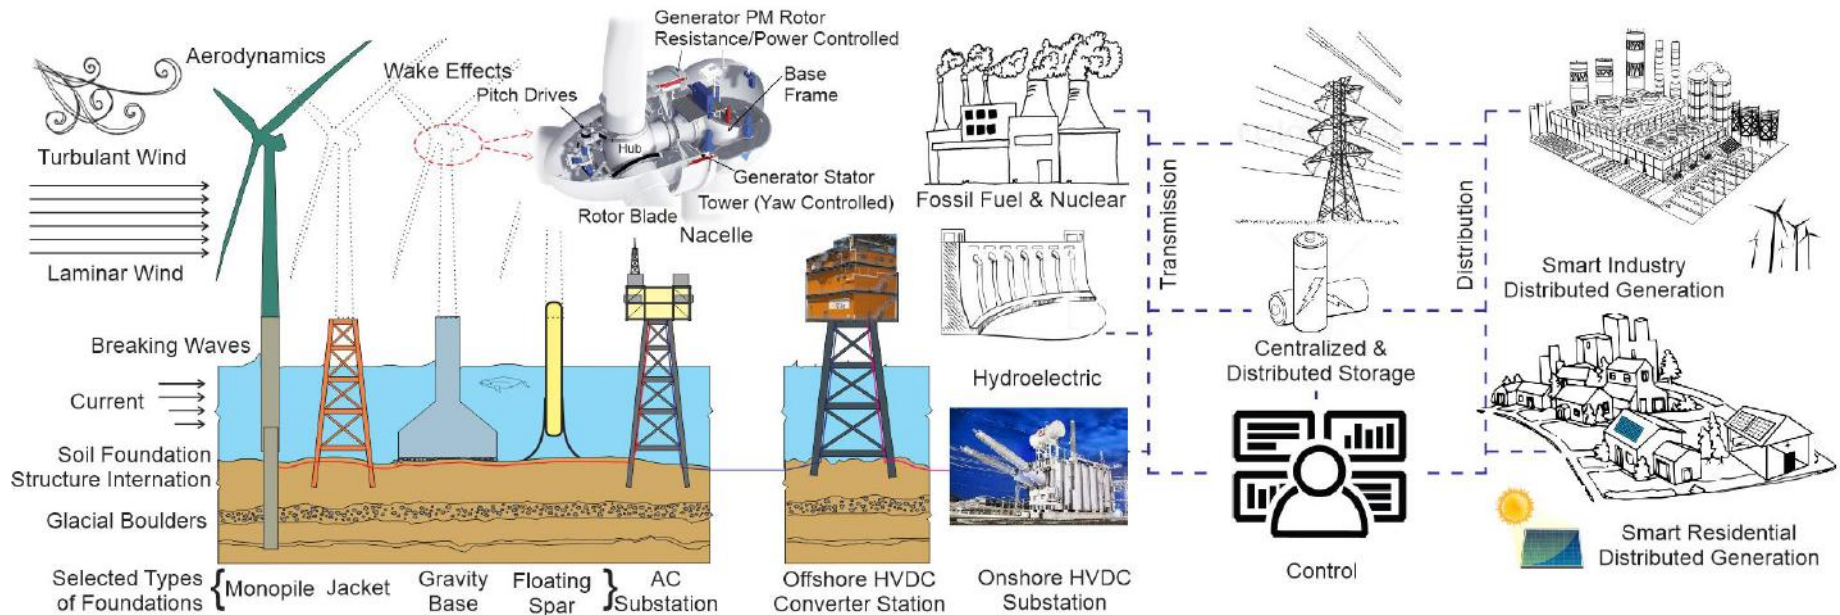 Turbulant Wind
Laminar Wind
Aerodynamics
Wake Effects
Pitch Drives
Generator PM Rotor
Resistance/Power Controlled
Base
Frame
Hub
Generator Stator
Tower (Yaw Controlled)
Rotor Blade
Nacelle
Breaking Waves
Current
Soil Foundation
Structure Internation
Glacial Boulders
Selected Types
of Foundations
{
Monopile
Jacket
Gravity
Base
Floating
Spar
}
AC
Substation
Offshore HVDC
Converter Station
Onshore HVDC
Substation
Fossil Fuel & Nuclear
Hydroelectric
Transmission
Centralized &
Distributed Storage
Control
Distribution
Smart Industry
Distributed Generation
Smart Residential
Distributed Generation